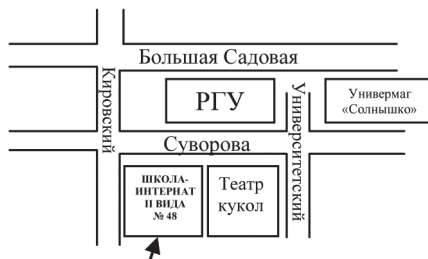 Большая Садовая
Кировский
РГУ
Университетский
Универмаг
«Солнышко»
Суворова
ШКОЛА-
ИНТЕРНАТ
II ВИДА
№ 48
Театр
кукол